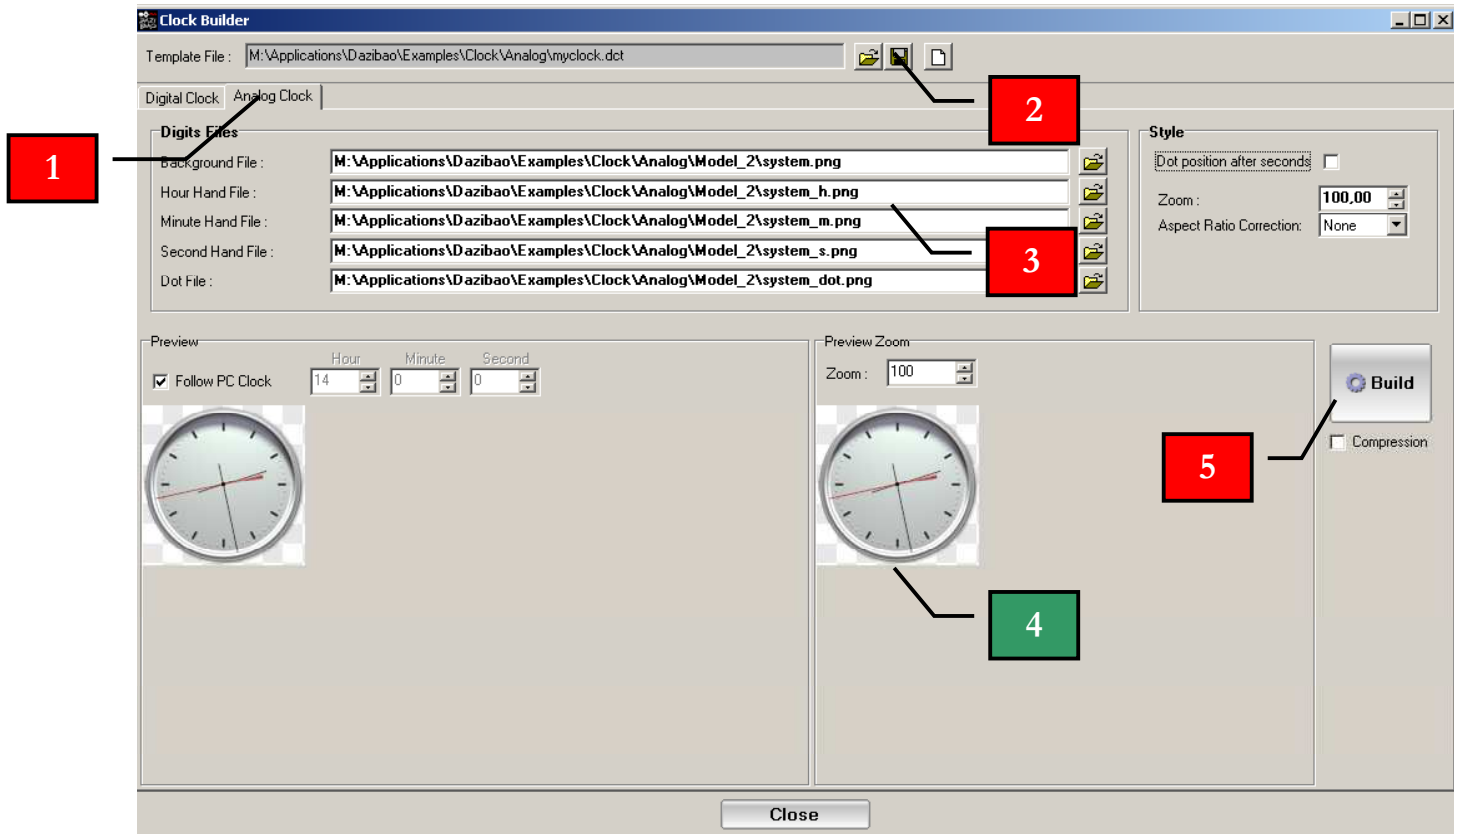 Clock Builder
Template File : M:\Applications\Dazibao\Examples\Clock\Analog\myclock.dct
2
Digital Clock Analog Clock
1
Digits Files
Background File : M:\Applications\Dazibao\Examples\Clock\Analog\Model_2\system.png
Hour Hand File : M:\Applications\Dazibao\Examples\Clock\Analog\Model_2\system_h.png
Minute Hand File : M:\Applications\Dazibao\Examples\Clock\Analog\Model_2\system_m.png
Second Hand File : M:\Applications\Dazibao\Examples\Clock\Analog\Model_2\system_s.png
Dot File : M:\Applications\Dazibao\Examples\Clock\Analog\Model_2\system_dot.png
3
Style
Dot position after seconds
Zoom : 100,00
Aspect Ratio Correction: None
Preview
Hour Minute Second
Follow PC Clock 14 0 0
Preview Zoom
Zoom : 100
Build
Compression
5
4
Close